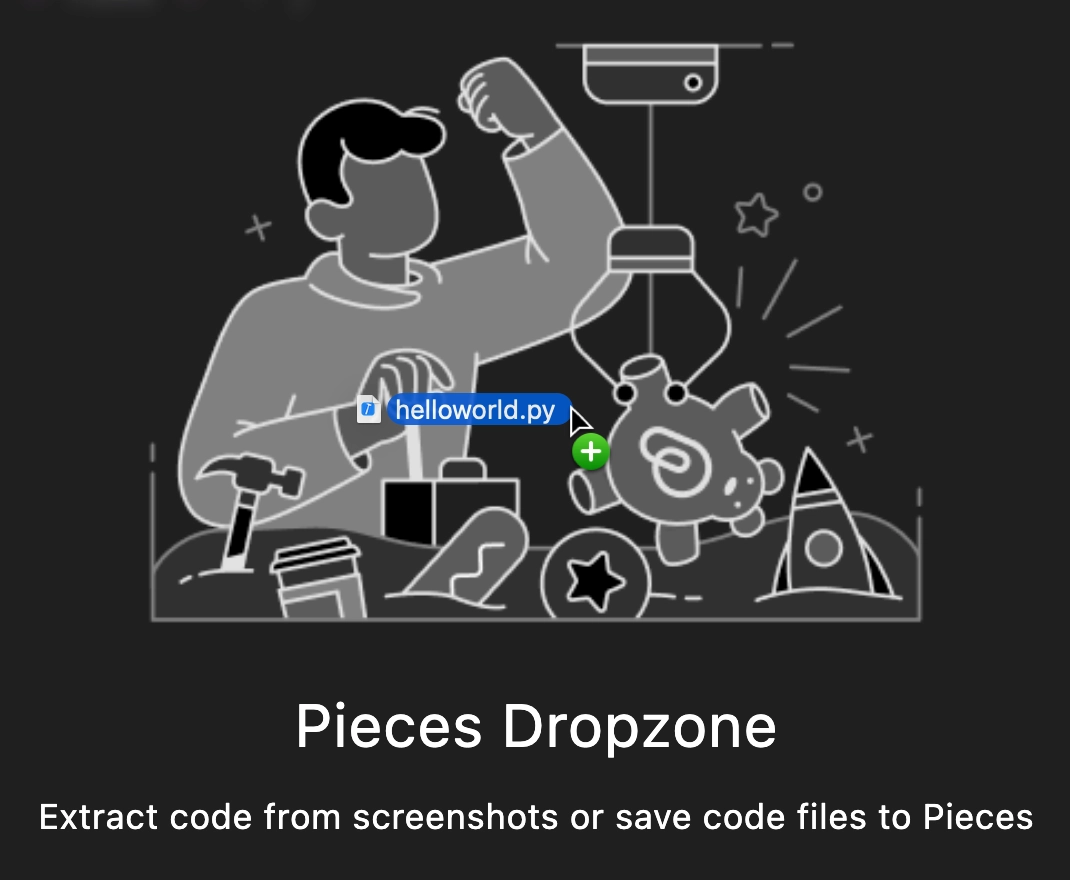 helloworld.py
Pieces Dropzone
Extract code from screenshots or save code files to Pieces